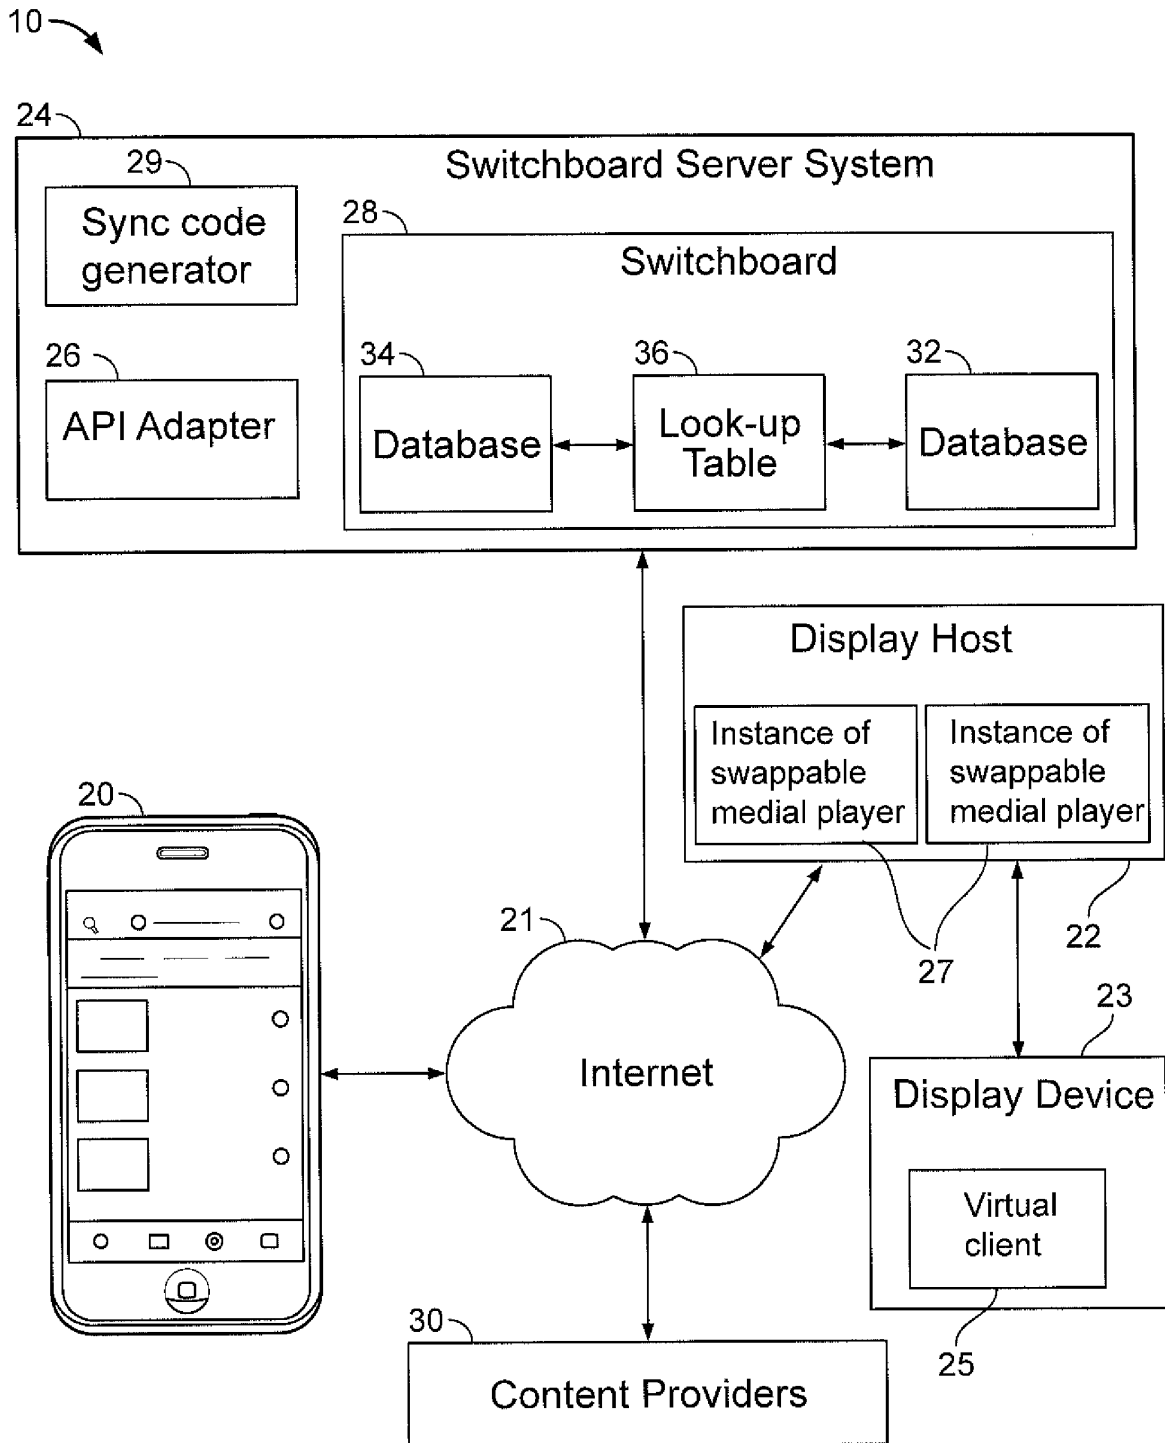 10
24
29
Switchboard Server System
Sync code
generator
28
Switchboard
26
API Adapter
34
Database
36
Look-up
Table
32
Database
Display Host
Instance of
swappable
medial player
Instance of
swappable
medial player
20
21
27
22
Internet
23
Display Device
Virtual
client
25
30
Content Providers